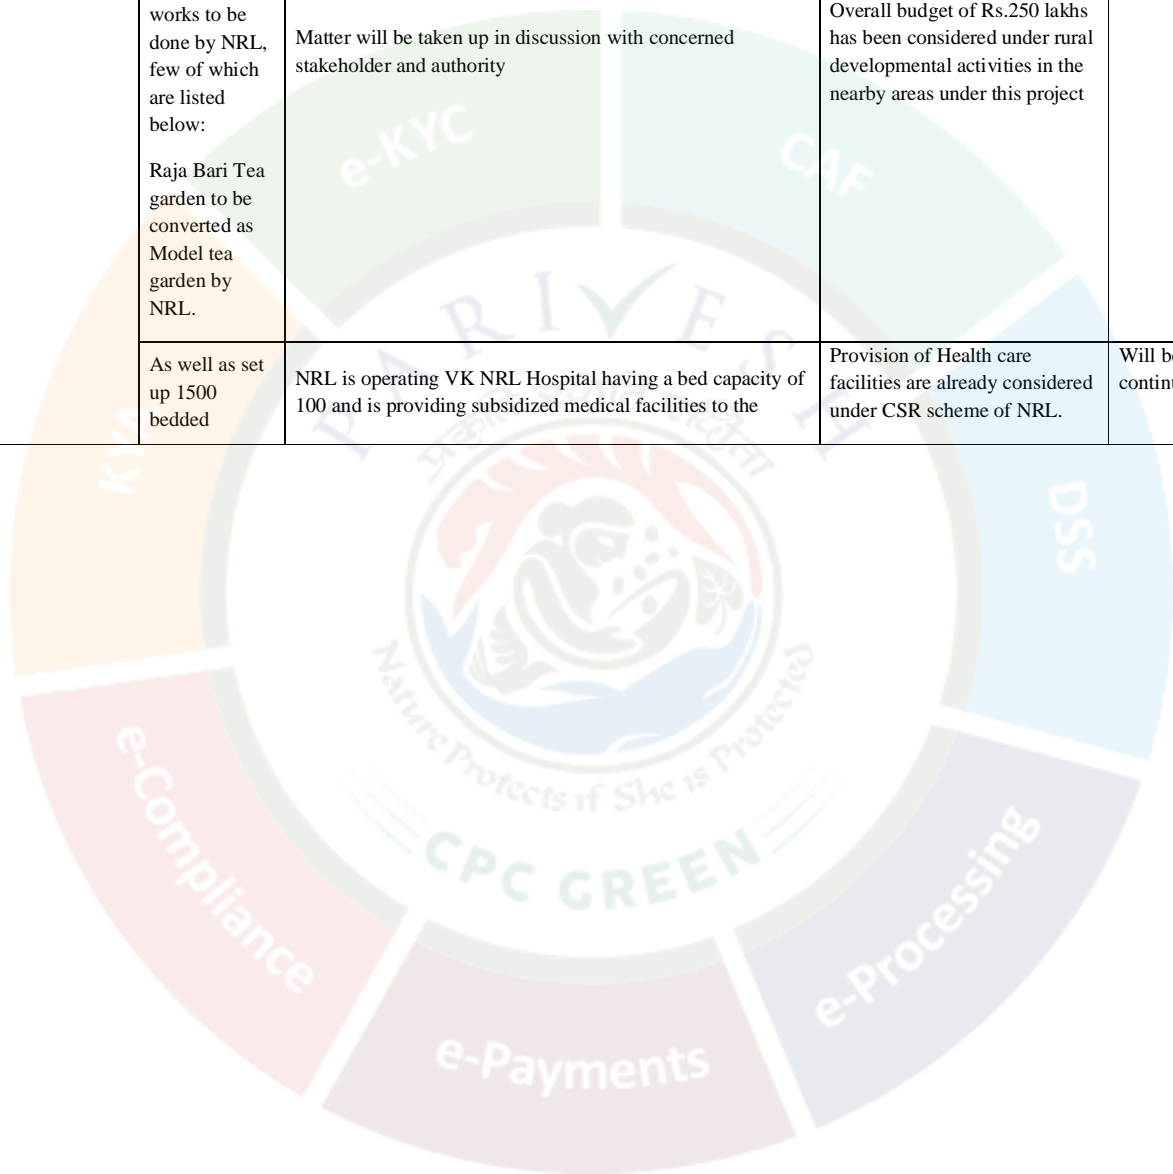 works to be
done by NRL,
few of which
are listed
below:
Raja Bari Tea
garden to be
converted as
Model tea
garden by
NRL.
Matter will be taken up in discussion with concerned
stakeholder and authority
Overall budget of Rs.250 lakhs
has been considered under rural
developmental activities in the
nearby areas under this project
As well as set
up 1500
bedded
NRL is operating VK NRL Hospital having a bed capacity of
100 and is providing subsidized medical facilities to the
Provision of Health care
facilities are already considered
under CSR scheme of NRL.
Will
e-KYC
CAF
KYA
DSS
PARIVESH
Nature Protects if She is Protected
CPC GREEN
e-Compliance
e-Processing
e-Payments